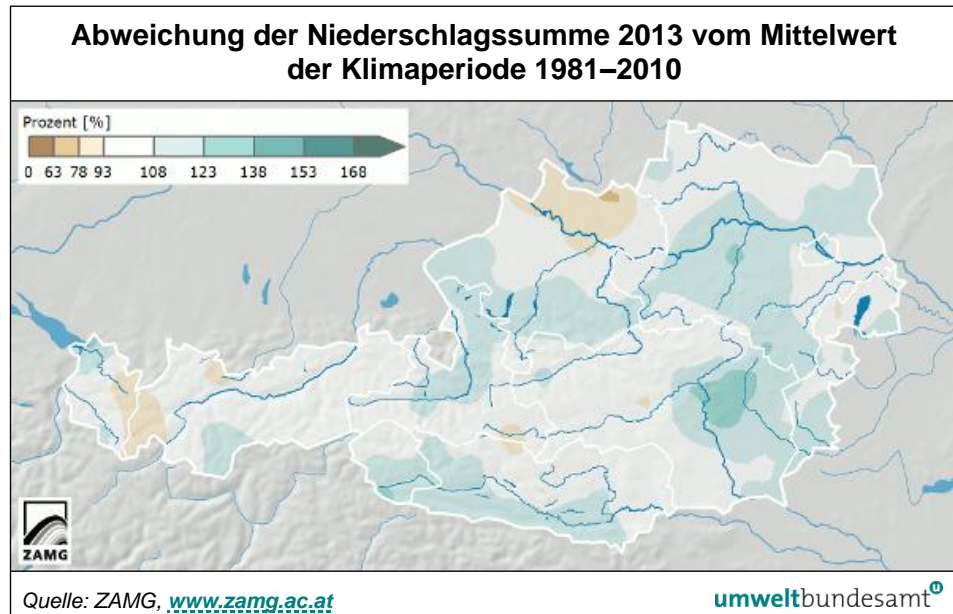 Abweichung der Niederschlagssumme 2013 vom Mittelwert
der Klimaperiode 1981–2010
Prozent [%]
0 63 78 93 108 123 138 153 168
ZAMG
Quelle: ZAMG, www.zamg.ac.at
umweltbundesamt u